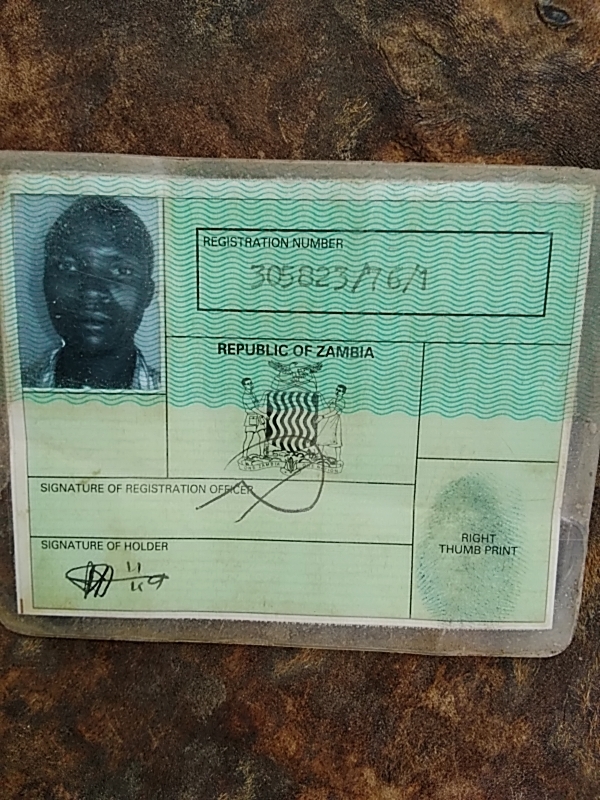 REGISTRATION NUMBER
305823/76/1
REPUBLIC OF ZAMBIA
SIGNATURE OF REGISTRATION OFFICER
RIGHT
THUMB PRINT
SIGNATURE OF HOLDER